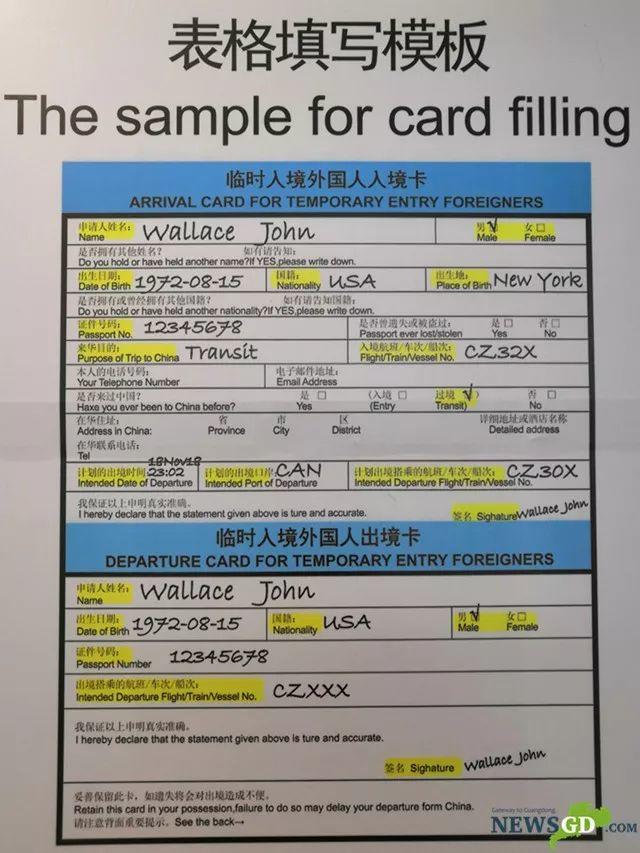 表格填写模板
The sample for card filling
临时入境外国人入境卡
ARRIVAL CARD FOR TEMPORARY ENTRY FOREIGNERS
申请人姓名: Wallace John 男 √ 女 □
Name Male Female
是否拥有其他姓名? 如有请告知:
Do you hold or have held another name?If YES,please write down.
出生日期: 1972-08-15 国籍: USA 出生地: New York
Date of Birth Nationality Place of Birth
是否拥有或曾经拥有其他国籍? 如有请告知国籍:
Do you hold or have held another nationality?If YES,please write down.
证件号码: 12345678 是否曾遗失或被盗过: 是 □ 否 □
Passport No. Passport ever lost/stolen Yes No
来华目的: Transit 入境航班/车次/船次: CZ32X
Purpose of Trip to China Flight/Train/Vessel No.
本人的电话号码: 电子邮件地址:
Your Telephone Number Email Address
是否来过中国? 是 □ (入境 □ 过境 √) 否 □
Haxe you ever been to China before? Yes (Entry Transit) No
在华住址: 省 市 区 详细地址或酒店名称
Address in China: Province City District Detailed address
在华联系电话:
Tel 18Nov18
计划的出境时间 23:02 计划的出境口岸 CAN 计划出境搭乘的航班/车次/船次: CZ30X
Intended Date of Departure Intended Port of Departure Intended Departure Flight/Train/Vessel No.
我保证以上申明真实准确。
I hereby declare that the statement given above is ture and accurate.
签名 Sighature Wallace John
临时入境外国人出境卡
DEPARTURE CARD FOR TEMPORARY ENTRY FOREIGNERS
申请人姓名: Wallace John
Name
出生日期: 1972-08-15 国籍: USA 男 √ 女 □
Date of Birth Nationality Male Female
证件号码: 12345678
Passport Number
出境搭乘的航班/车次/船次: CZXXX
Intended Departure Flight/Train/Vessel No.
我保证以上申明真实准确。
I hereby declare that the statement given above is ture and accurate.
签名 Sighature Wallace John
妥善保留此卡，如遗失将会对出境造成不便。
Retain this card in your possession,failure to do so may delay your departure form China.
请注意背面重要提示。See the back→
Gateway to Guangdong
NEWSGD.COM